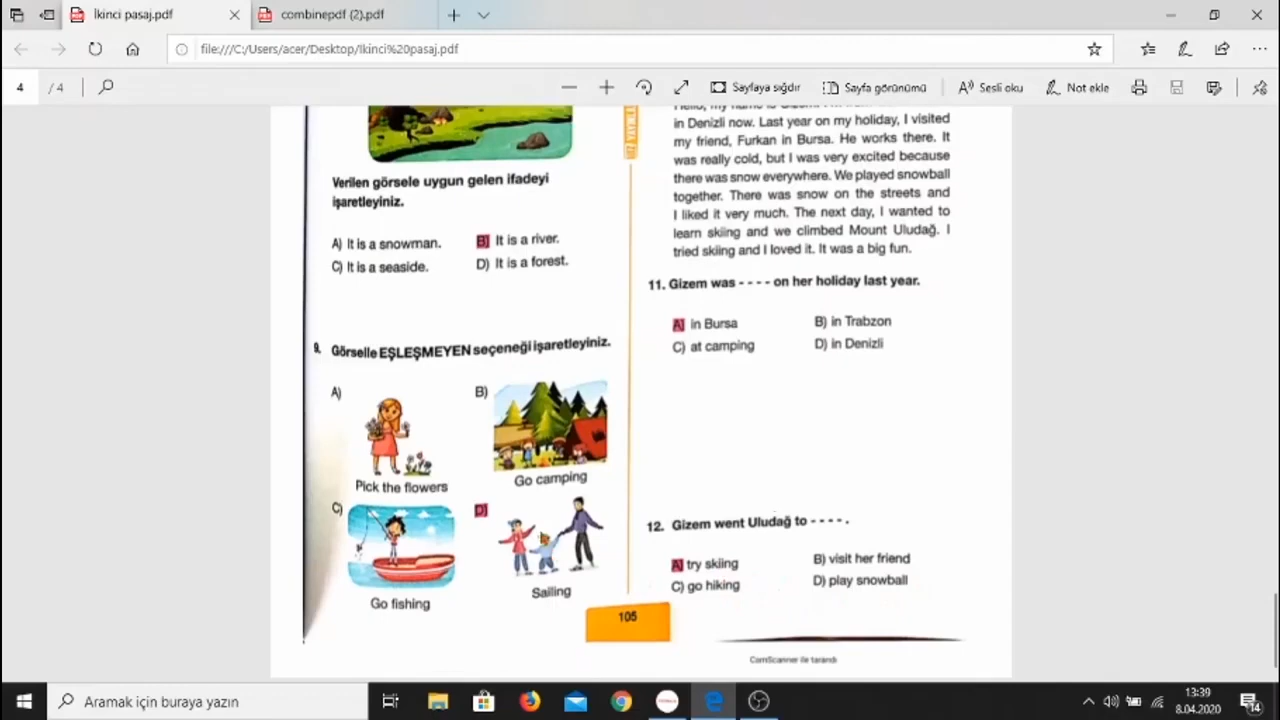 İkinci pasaj.pdf
combinepdf (2).pdf
file:///C:/Users/acer/Desktop/Ikinci%20pasaj.pdf
4 / 4
Sayfaya sığdır
Sayfa görünümü
Sesli oku
Not ekle
Verilen görsele uygun gelen ifadeyi
işaretleyiniz.
A) It is a snowman.
B) It is a river.
C) It is a seaside.
D) It is a forest.
9. Görselle EŞLEŞMEYEN seçeneği işaretleyiniz.
A)
Pick the flowers
B)
Go camping
C)
Go fishing
D)
Sailing
Hello, my name is Gizem.
in Denizli now. Last year on my holiday, I visited
my friend, Furkan in Bursa. He works there. It
was really cold, but I was very excited because
there was snow everywhere. We played snowball
together. There was snow on the streets and
I liked it very much. The next day, I wanted to
learn skiing and we climbed Mount Uludağ. I
tried skiing and I loved it. It was a big fun.
11. Gizem was - - - - on her holiday last year.
A) in Bursa
B) in Trabzon
C) at camping
D) in Denizli
12. Gizem went Uludağ to - - - - .
A) try skiing
B) visit her friend
C) go hiking
D) play snowball
105
CamScanner ile tarandı
Aramak için buraya yazın
13:39
8.04.2020
14